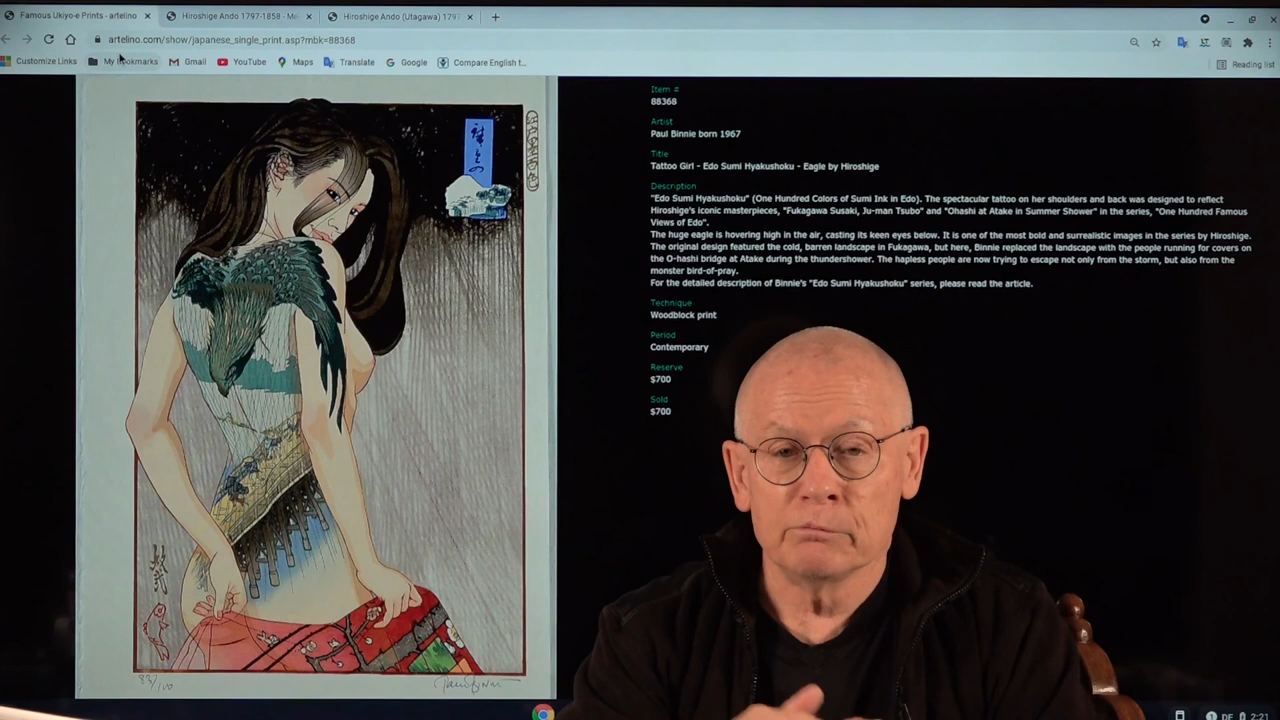 Famous Ukiyo-e Prints - artelino
Hiroshige Ando 1797-1858 - Me
Hiroshige Ando (Utagawa) 179
artelino.com/show/japanese_single_print.asp?mbk=88368
Customize Links My bookmarks Gmail YouTube Maps Translate Google Compare English t... Reading list
Item #
88368
Artist
Paul Binnie born 1967
Title
Tattoo Girl - Edo Sumi Hyakushoku - Eagle by Hiroshige
Description
"Edo Sumi Hyakushoku" (One Hundred Colors of Sumi Ink in Edo). The spectacular tattoo on her shoulders and back was designed to reflect
Hiroshige's iconic masterpieces, "Fukagawa Susaki, Ju-man Tsubo" and "Ohashi at Atake in Summer Shower" in the series, "One Hundred Famous
Views of Edo".
The huge eagle is hovering high in the air, casting its keen eyes below. It is one of the most bold and surrealistic images in the series by Hiroshige.
The original design featured the cold, barren landscape in Fukagawa, but here, Binnie replaced the landscape with the people running for covers on
the O-hashi bridge at Atake during the thundershower. The hapless people are now trying to escape not only from the storm, but also from the
monster bird-of-pray.
For the detailed description of Binnie's "Edo Sumi Hyakushoku" series, please read the article.
Technique
Woodblock print
Period
Contemporary
Reserve
$700
Sold
$700
83/100
DE 2:21